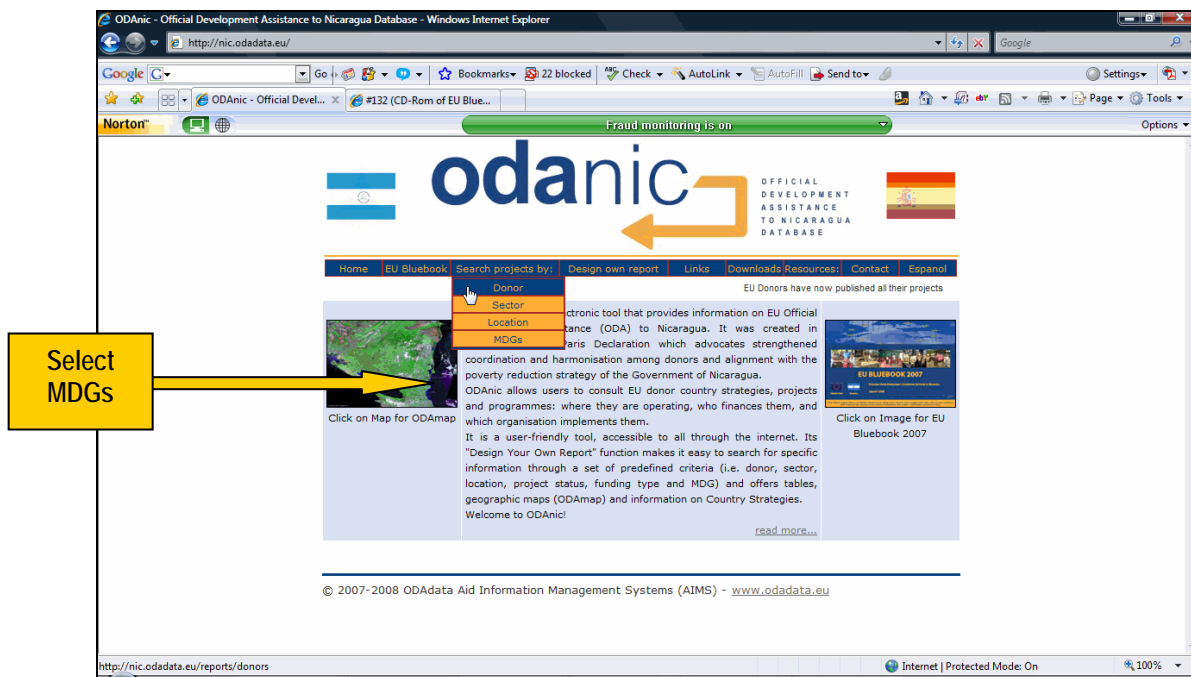 ODAnic - Official Development Assistance to Nicaragua Database - Windows Internet Explorer
http://nic.odadata.eu/
Google
Google G
Go
Bookmarks
22 blocked
Check
AutoLink
AutoFill
Send to
Settings
ODAnic - Official Devel...
#132 (CD-Rom of EU Blue...
Page
Tools
Norton
Fraud monitoring is on
Options
odanic
OFFICIAL
DEVELOPMENT
ASSISTANCE
TO NICARAGUA
DATABASE
Home EU Bluebook Search projects by: Design own report Links Downloads Resources: Contact Espanol
Donor
Sector
Location
MDGs
EU Donors have now published all their projects
Select
MDGs
Click on Map for ODAmap
ctronic tool that provides information on EU Official
tance (ODA) to Nicaragua. It was created in
aris Declaration which advocates strengthened
coordination and harmonisation among donors and alignment with the
poverty reduction strategy of the Government of Nicaragua.
ODAnic allows users to consult EU donor country strategies, projects
and programmes: where they are operating, who finances them, and
which organisation implements them.
It is a user-friendly tool, accessible to all through the internet. Its
"Design Your Own Report" function makes it easy to search for specific
information through a set of predefined criteria (i.e. donor, sector,
location, project status, funding type and MDG) and offers tables,
geographic maps (ODAmap) and information on Country Strategies.
Welcome to ODAnic!
read more...
EU BLUEBOOK 2007
Click on Image for EU
Bluebook 2007
© 2007-2008 ODAdata Aid Information Management Systems (AIMS) - www.odadata.eu
http://nic.odadata.eu/reports/donors
Internet | Protected Mode: On
100%